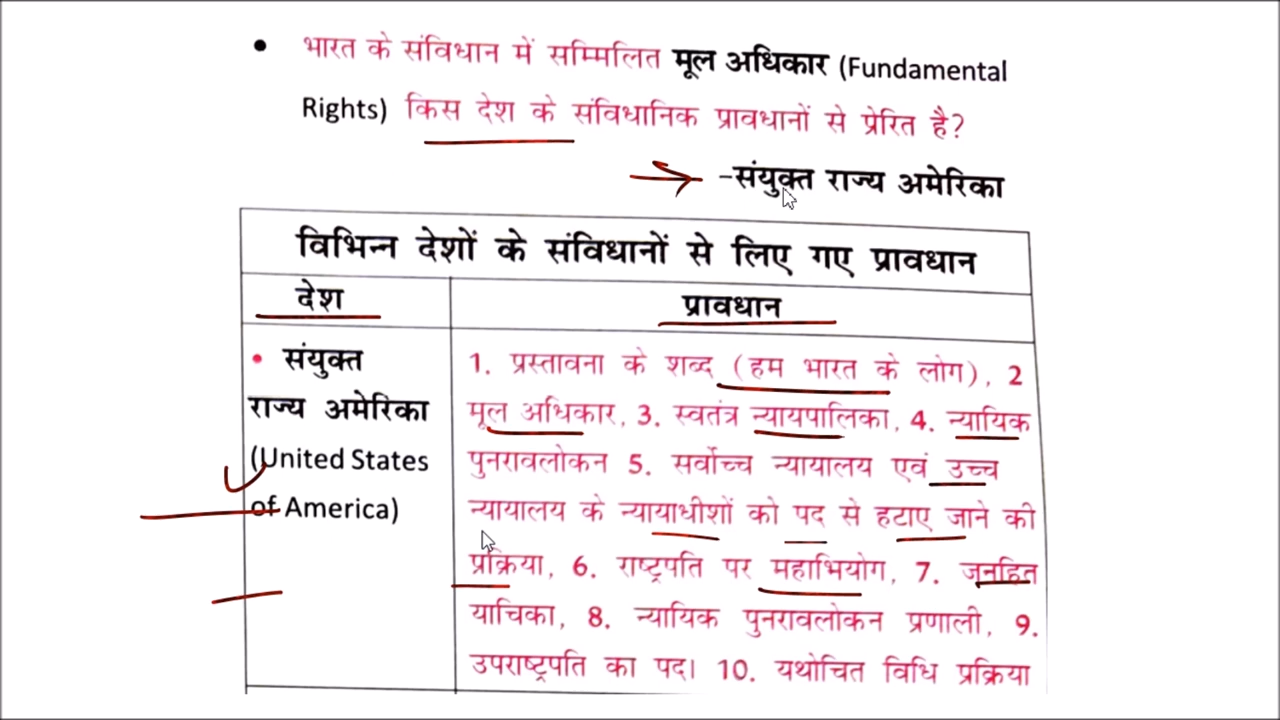 • भारत के संविधान में सम्मिलित मूल अधिकार (Fundamental
Rights) किस देश के संविधानिक प्रावधानों से प्रेरित है?
–संयुक्त राज्य अमेरिका
विभिन्न देशों के संविधानों से लिए गए प्रावधान
देश
प्रावधान
• संयुक्त
राज्य अमेरिका
(United States
of America)
1. प्रस्तावना के शब्द (हम भारत के लोग), 2
मूल अधिकार, 3. स्वतंत्र न्यायपालिका, 4. न्यायिक
पुनरावलोकन 5. सर्वोच्च न्यायालय एवं उच्च
न्यायालय के न्यायाधीशों को पद से हटाए जाने की
प्रक्रिया, 6. राष्ट्रपति पर महाभियोग, 7. जनहित
याचिका, 8. न्यायिक पुनरावलोकन प्रणाली, 9.
उपराष्ट्रपति का पद। 10. यथोचित विधि प्रक्रिया